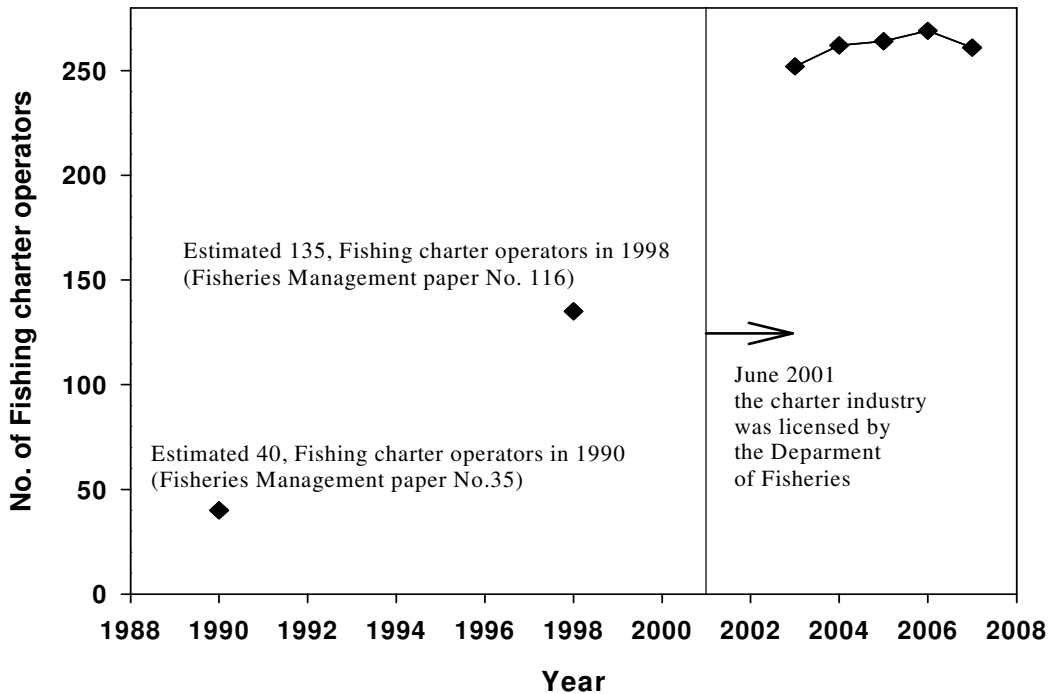 No. of Fishing charter operators
250
200
150
100
50
0
Estimated 135, Fishing charter operators in 1998
(Fisheries Management paper No. 116)
Estimated 40, Fishing charter operators in 1990
(Fisheries Management paper No.35)
June 2001
the charter industry
was licensed by
the Deparment
of Fisheries
1988 1990 1992 1994 1996 1998 2000 2002 2004 2006 2008
Year